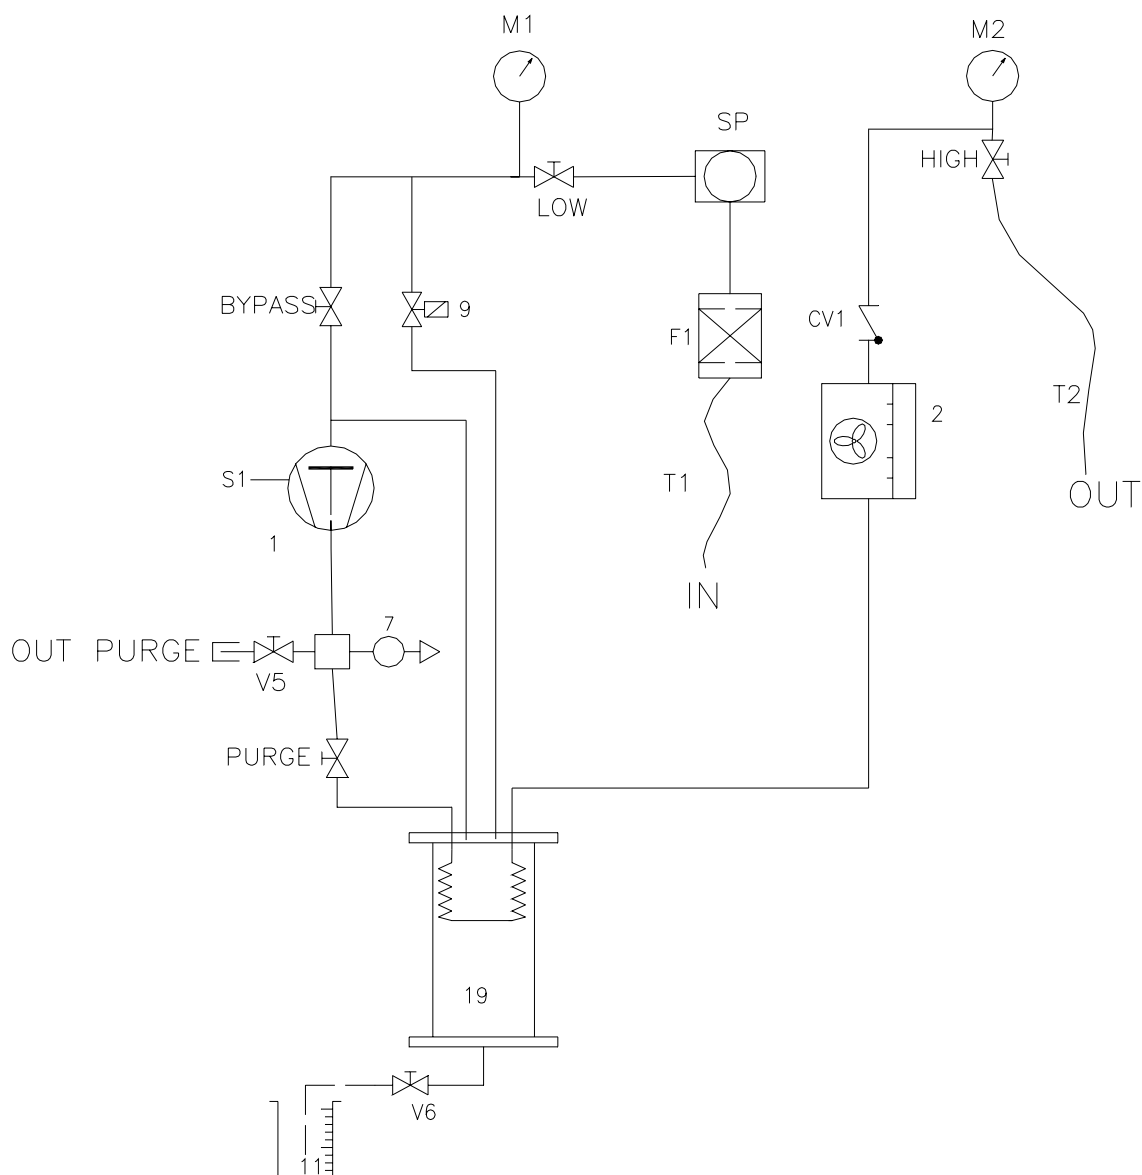 M1
M2
SP
HIGH
LOW
BYPASS
9
F1
CV1
T2
2
S1
T1
OUT
1
IN
7
OUT PURGE
V5
PURGE
19
V6
11